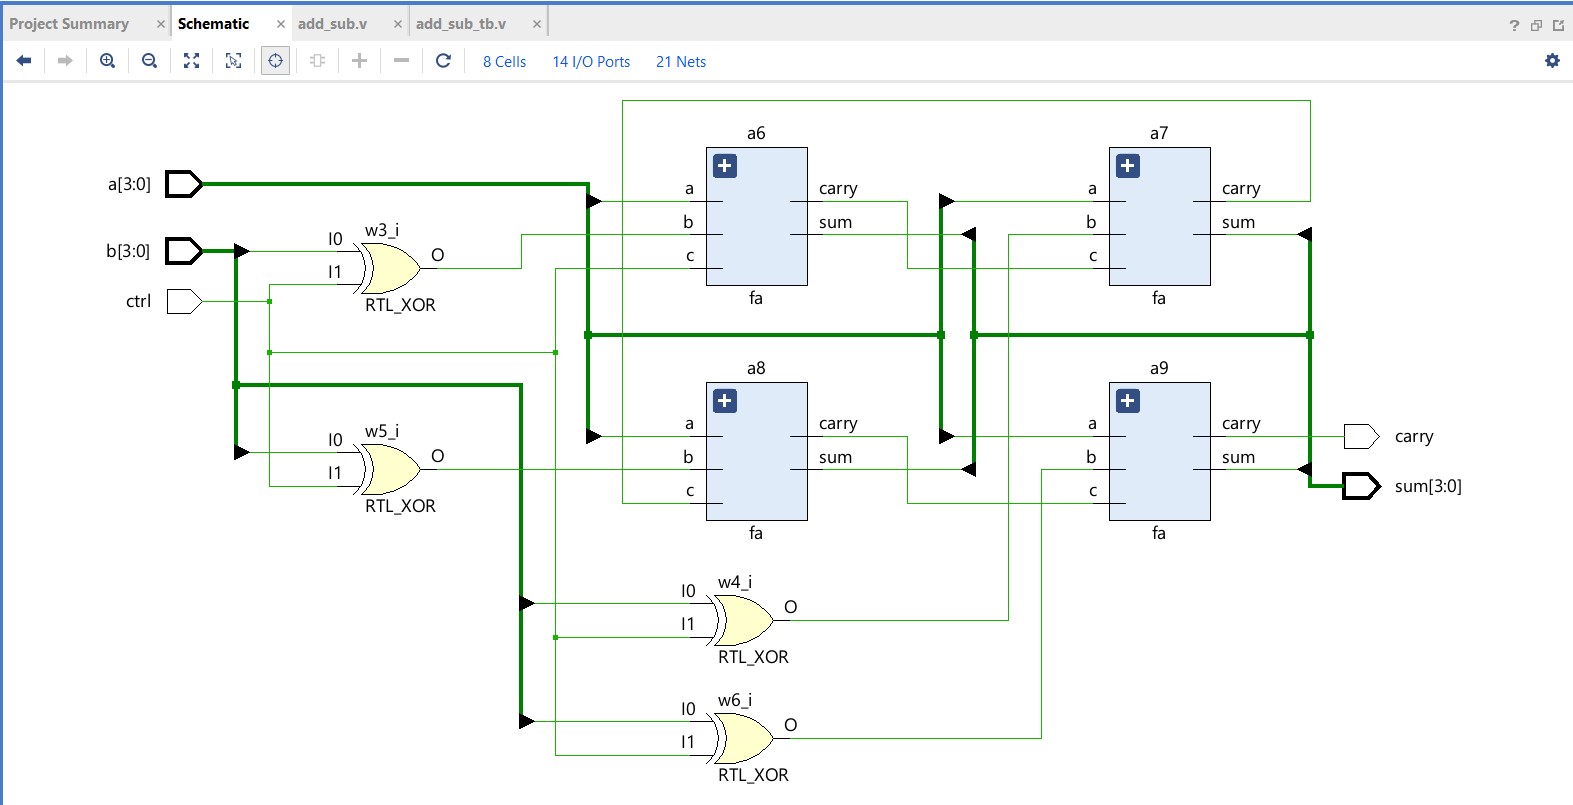 Project Summary × Schematic × add_sub.v × add_sub_tb.v × ?
8 Cells 14 I/O Ports 21 Nets
a6 a7
a[3:0] a carry a carry
b sum b sum
c c
fa fa
w3_i
b[3:0] I0 O
I1
ctrl
RTL_XOR
a8 a9
a carry a carry carry
b sum b sum
c c sum[3:0]
fa fa
w5_i
I0 O
I1
RTL_XOR
w4_i
I0 O
I1
RTL_XOR
w6_i
I0 O
I1
RTL_XOR